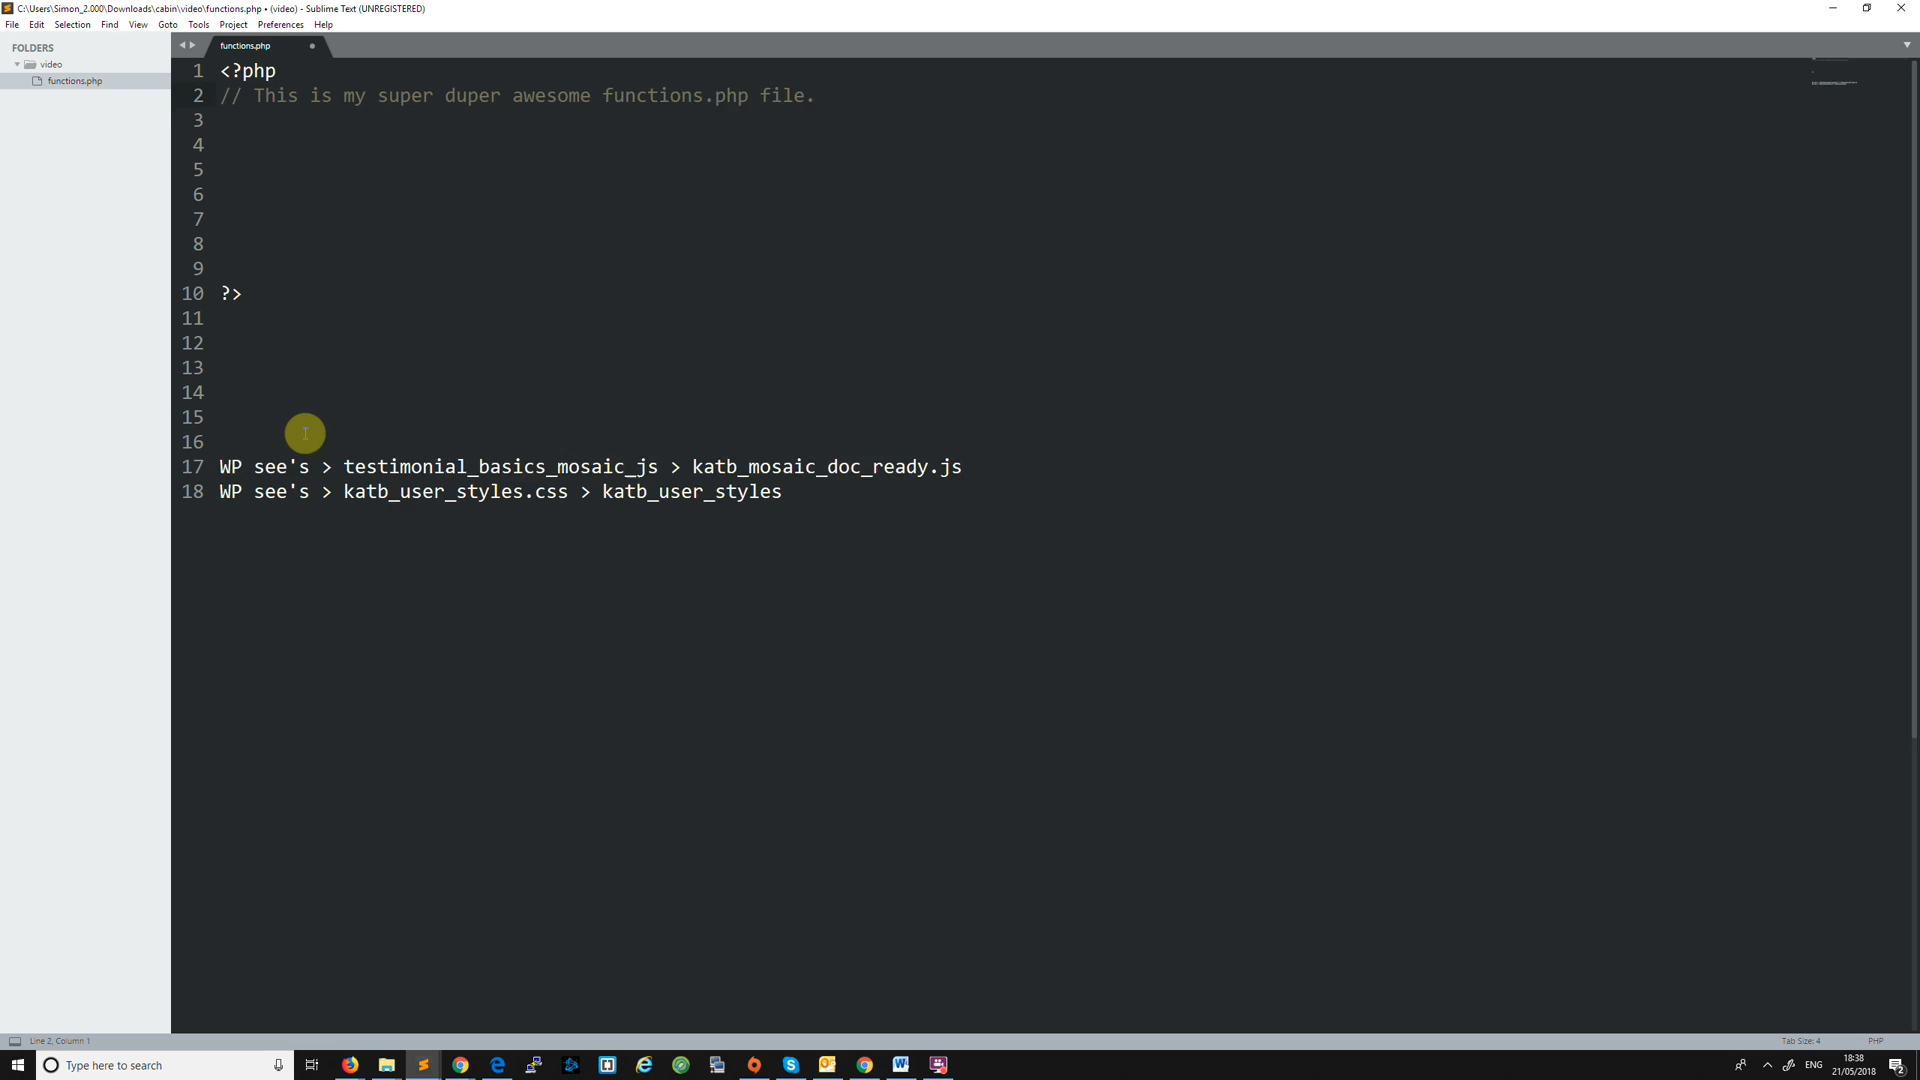 C:\Users\Simon_2.000\Downloads\cabin\video\functions.php • (video) - Sublime Text (UNREGISTERED)
File Edit Selection Find View Goto Tools Project Preferences Help
FOLDERS
video
functions.php
functions.php
1 <?php
2 // This is my super duper awesome functions.php file.
3
4
5
6
7
8
9
10 ?>
11
12
13
14
15
16
17 WP see's > testimonial_basics_mosaic_js > katb_mosaic_doc_ready.js
18 WP see's > katb_user_styles.css > katb_user_styles
Line 2, Column 1 Tab Size: 4 PHP
Type here to search ENG 18:38
21/05/2018 2